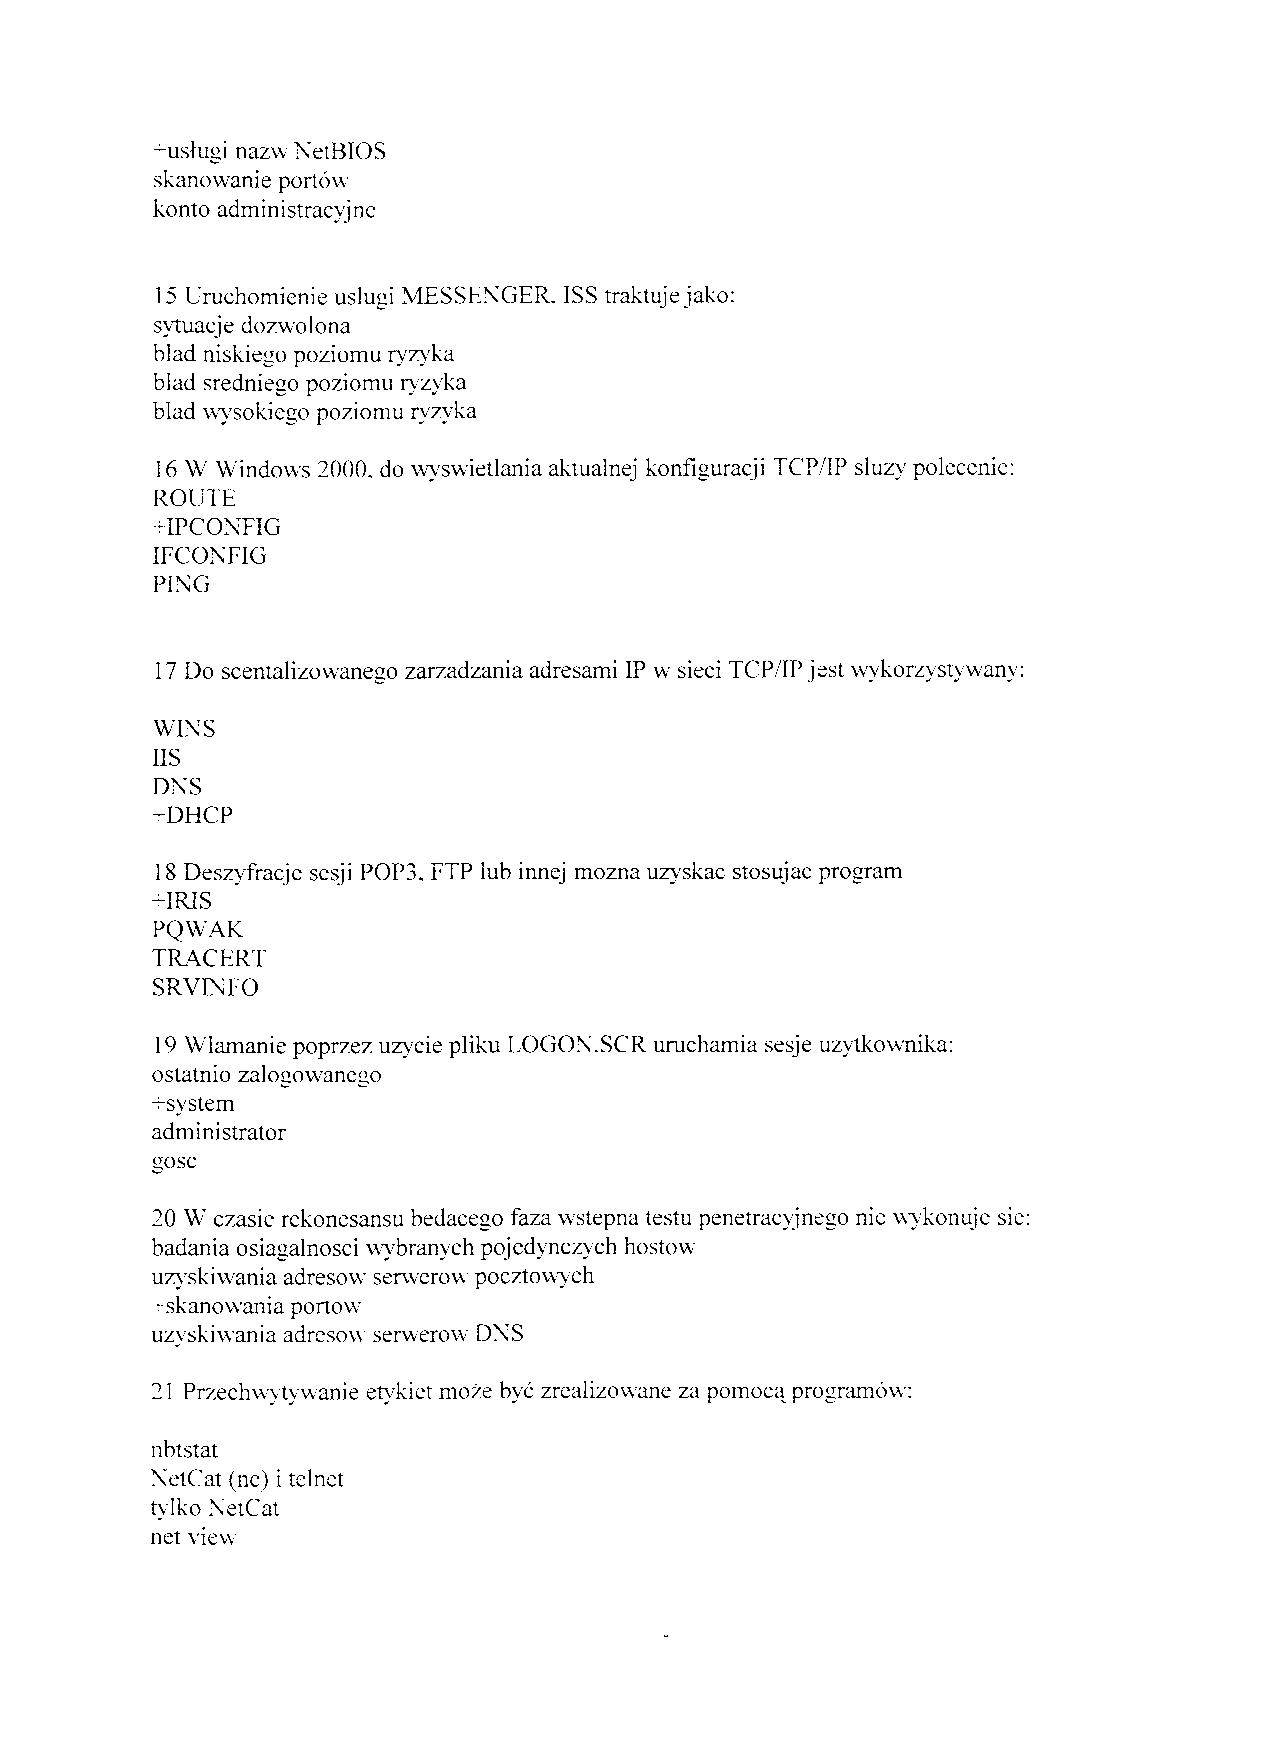 +usługi nazw NetBIOS
skanowanie portów
konto administracyjne
15 Uruchomienie uslugi MESSENGER, ISS traktuje jako:
sytuacje dozwolona
blad niskiego poziomu ryzyka
blad sredniego poziomu ryzyka
blad wysokiego poziomu ryzyka
16 W Windows 2000, do wyswietlania aktualnej konfiguracji TCP/IP sluzy polecenie:
ROUTE
+IPCONFIG
IFCONFIG
PING
17 Do scentalizowanego zarzadzania adresami IP w sieci TCP/IP jest wykorzystywany:
WINS
IIS
DNS
+DHCP
18 Deszyfracje sesji POP3, FTP lub innej mozna uzyskac stosujac program
+IRIS
PQWAK
TRACERT
SRVINFO
19 Wlamanie poprzez uzycie pliku LOGON.SCR uruchamia sesje uzytkownika:
ostatnio zalogowanego
+system
administrator
gosc
20 W czasie rekonesansu bedacego faza wstepna testu penetracyjnego nie wykonuje sie:
badania osiagalnosci wybranych pojedynczych hostow
uzyskiwania adresow serwerow pocztowych
+skanowania portow
uzyskiwania adresow serwerow DNS
21 Przechwytywanie etykiet może być zrealizowane za pomocą programów:
nbtstat
NetCat (nc) i telnet
tylko NetCat
net view